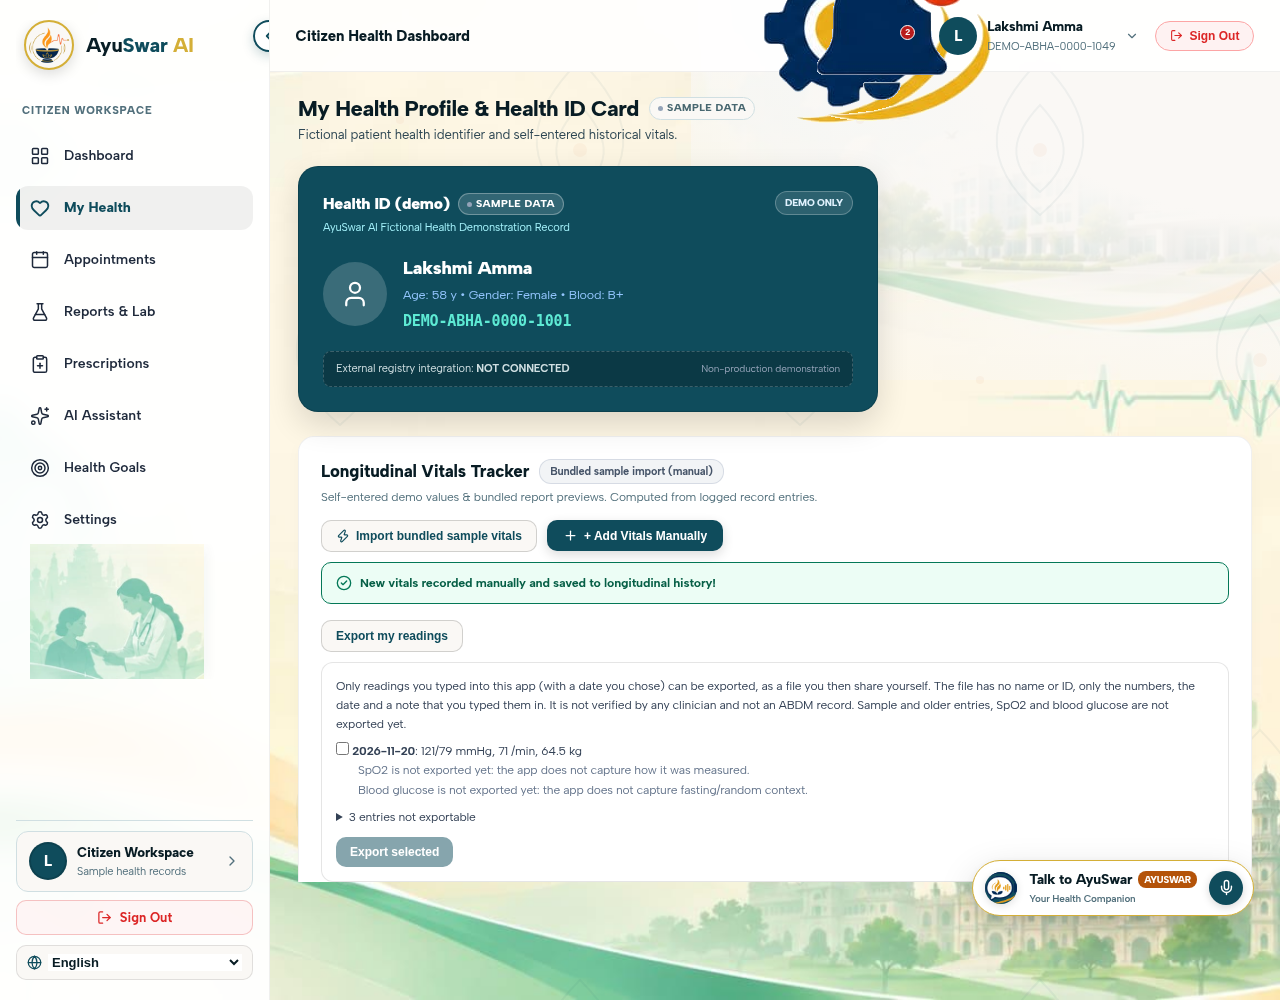 AyuSwar AI
CITIZEN WORKSPACE
Dashboard
My Health
Appointments
Reports & Lab
Prescriptions
AI Assistant
Health Goals
Settings
Citizen Workspace
Sample health records
L
Sign Out
English
Citizen Health Dashboard
2
L
Lakshmi Amma
DEMO-ABHA-0000-1049
Sign Out
My Health Profile & Health ID Card
SAMPLE DATA
Fictional patient health identifier and self-entered historical vitals.
Health ID (demo)
SAMPLE DATA
DEMO ONLY
AyuSwar AI Fictional Health Demonstration Record
Lakshmi Amma
Age: 58 y • Gender: Female • Blood: B+
DEMO-ABHA-0000-1001
External registry integration: NOT CONNECTED
Non-production demonstration
Longitudinal Vitals Tracker
Bundled sample import (manual)
Self-entered demo values & bundled report previews. Computed from logged record entries.
Import bundled sample vitals
+ Add Vitals Manually
New vitals recorded manually and saved to longitudinal history!
Export my readings
Only readings you typed into this app (with a date you chose) can be exported, as a file you then share yourself. The file has no name or ID, only the numbers, the
date and a note that you typed them in. It is not verified by any clinician and not an ABDM record. Sample and older entries, SpO2 and blood glucose are not
exported yet.
2026-11-20: 121/79 mmHg, 71 /min, 64.5 kg
SpO2 is not exported yet: the app does not capture how it was measured.
Blood glucose is not exported yet: the app does not capture fasting/random context.
3 entries not exportable
Export selected
Talk to AyuSwar
AYUSWAR
Your Health Companion